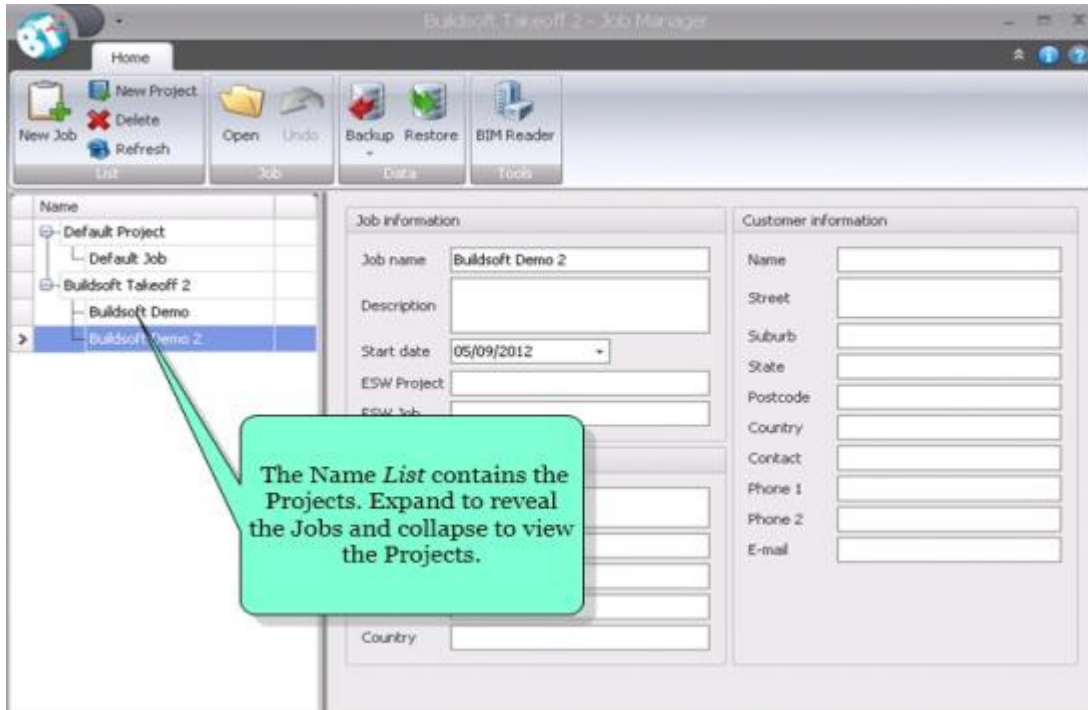 BT2
Buildsoft Takeoff 2 - Job Manager
Home
New Job
New Project
Delete
Refresh
List
Open
Undo
Job
Backup
Restore
Data
BIM Reader
Tools
Name
Default Project
Default Job
Buildsoft Takeoff 2
Buildsoft Demo
Buildsoft Demo 2
Job information
Job name Buildsoft Demo 2
Description
Start date 05/09/2012
ESW Project
ESW Job
Country
Customer information
Name
Street
Suburb
State
Postcode
Country
Contact
Phone 1
Phone 2
E-mail
The Name List contains the
Projects. Expand to reveal
the Jobs and collapse to view
the Projects.